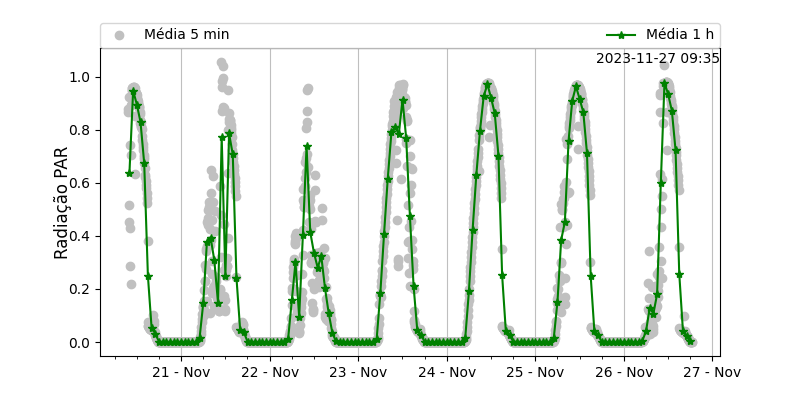 Média 5 min
Média 1 h
2023-11-27 09:35
Radiação PAR
1.0
0.8
0.6
0.4
0.2
0.0
21 - Nov
22 - Nov
23 - Nov
24 - Nov
25 - Nov
26 - Nov
27 - Nov